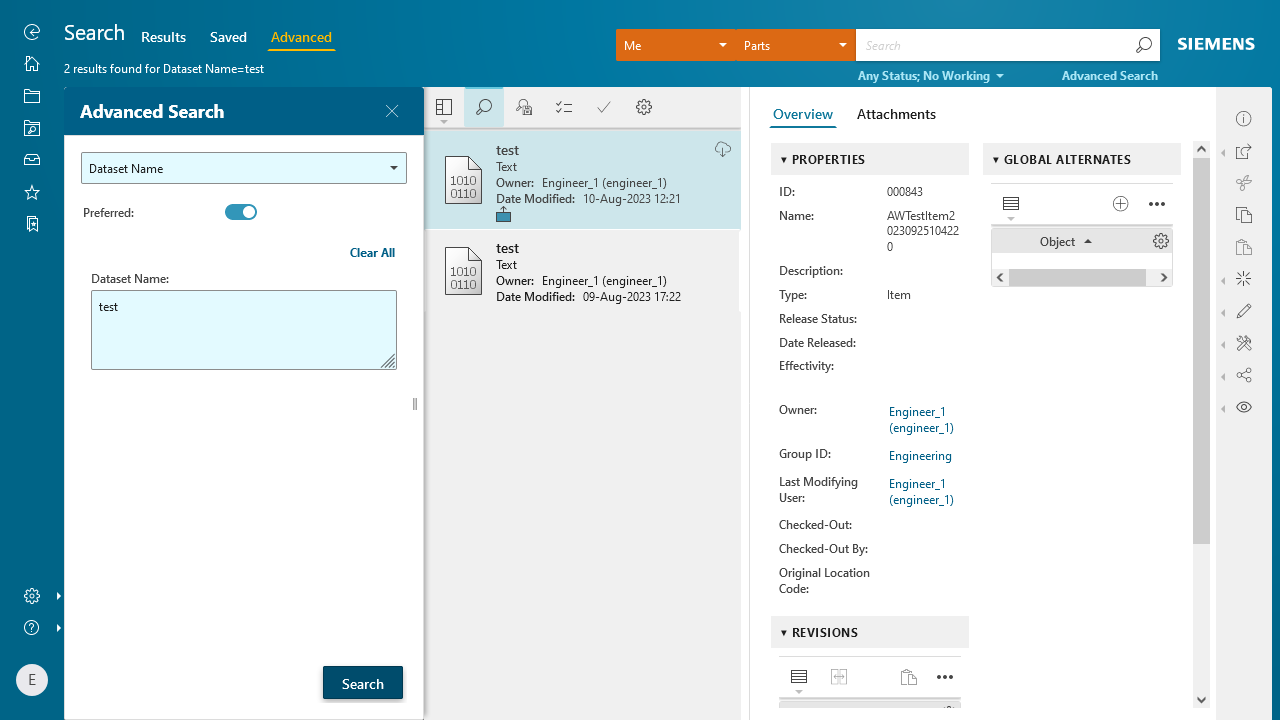 Search
Results
Saved
Advanced
2 results found for Dataset Name=test
Me
Parts
Search
SIEMENS
Any Status; No Working
Advanced Search
Advanced Search
Dataset Name
Preferred:
Clear All
Dataset Name:
test
Search
E
test
Text
Owner: Engineer_1 (engineer_1)
Date Modified: 10-Aug-2023 12:21
1010
0110
test
Text
Owner: Engineer_1 (engineer_1)
Date Modified: 09-Aug-2023 17:22
1010
0110
Overview
Attachments
PROPERTIES
ID: 000843
Name: AWTestItem2
023092510422
0
Description:
Type: Item
Release Status:
Date Released:
Effectivity:
Owner: Engineer_1
(engineer_1)
Group ID: Engineering
Last Modifying
User:
Engineer_1
(engineer_1)
Checked-Out:
Checked-Out By:
Original Location
Code:
REVISIONS
GLOBAL ALTERNATES
Object